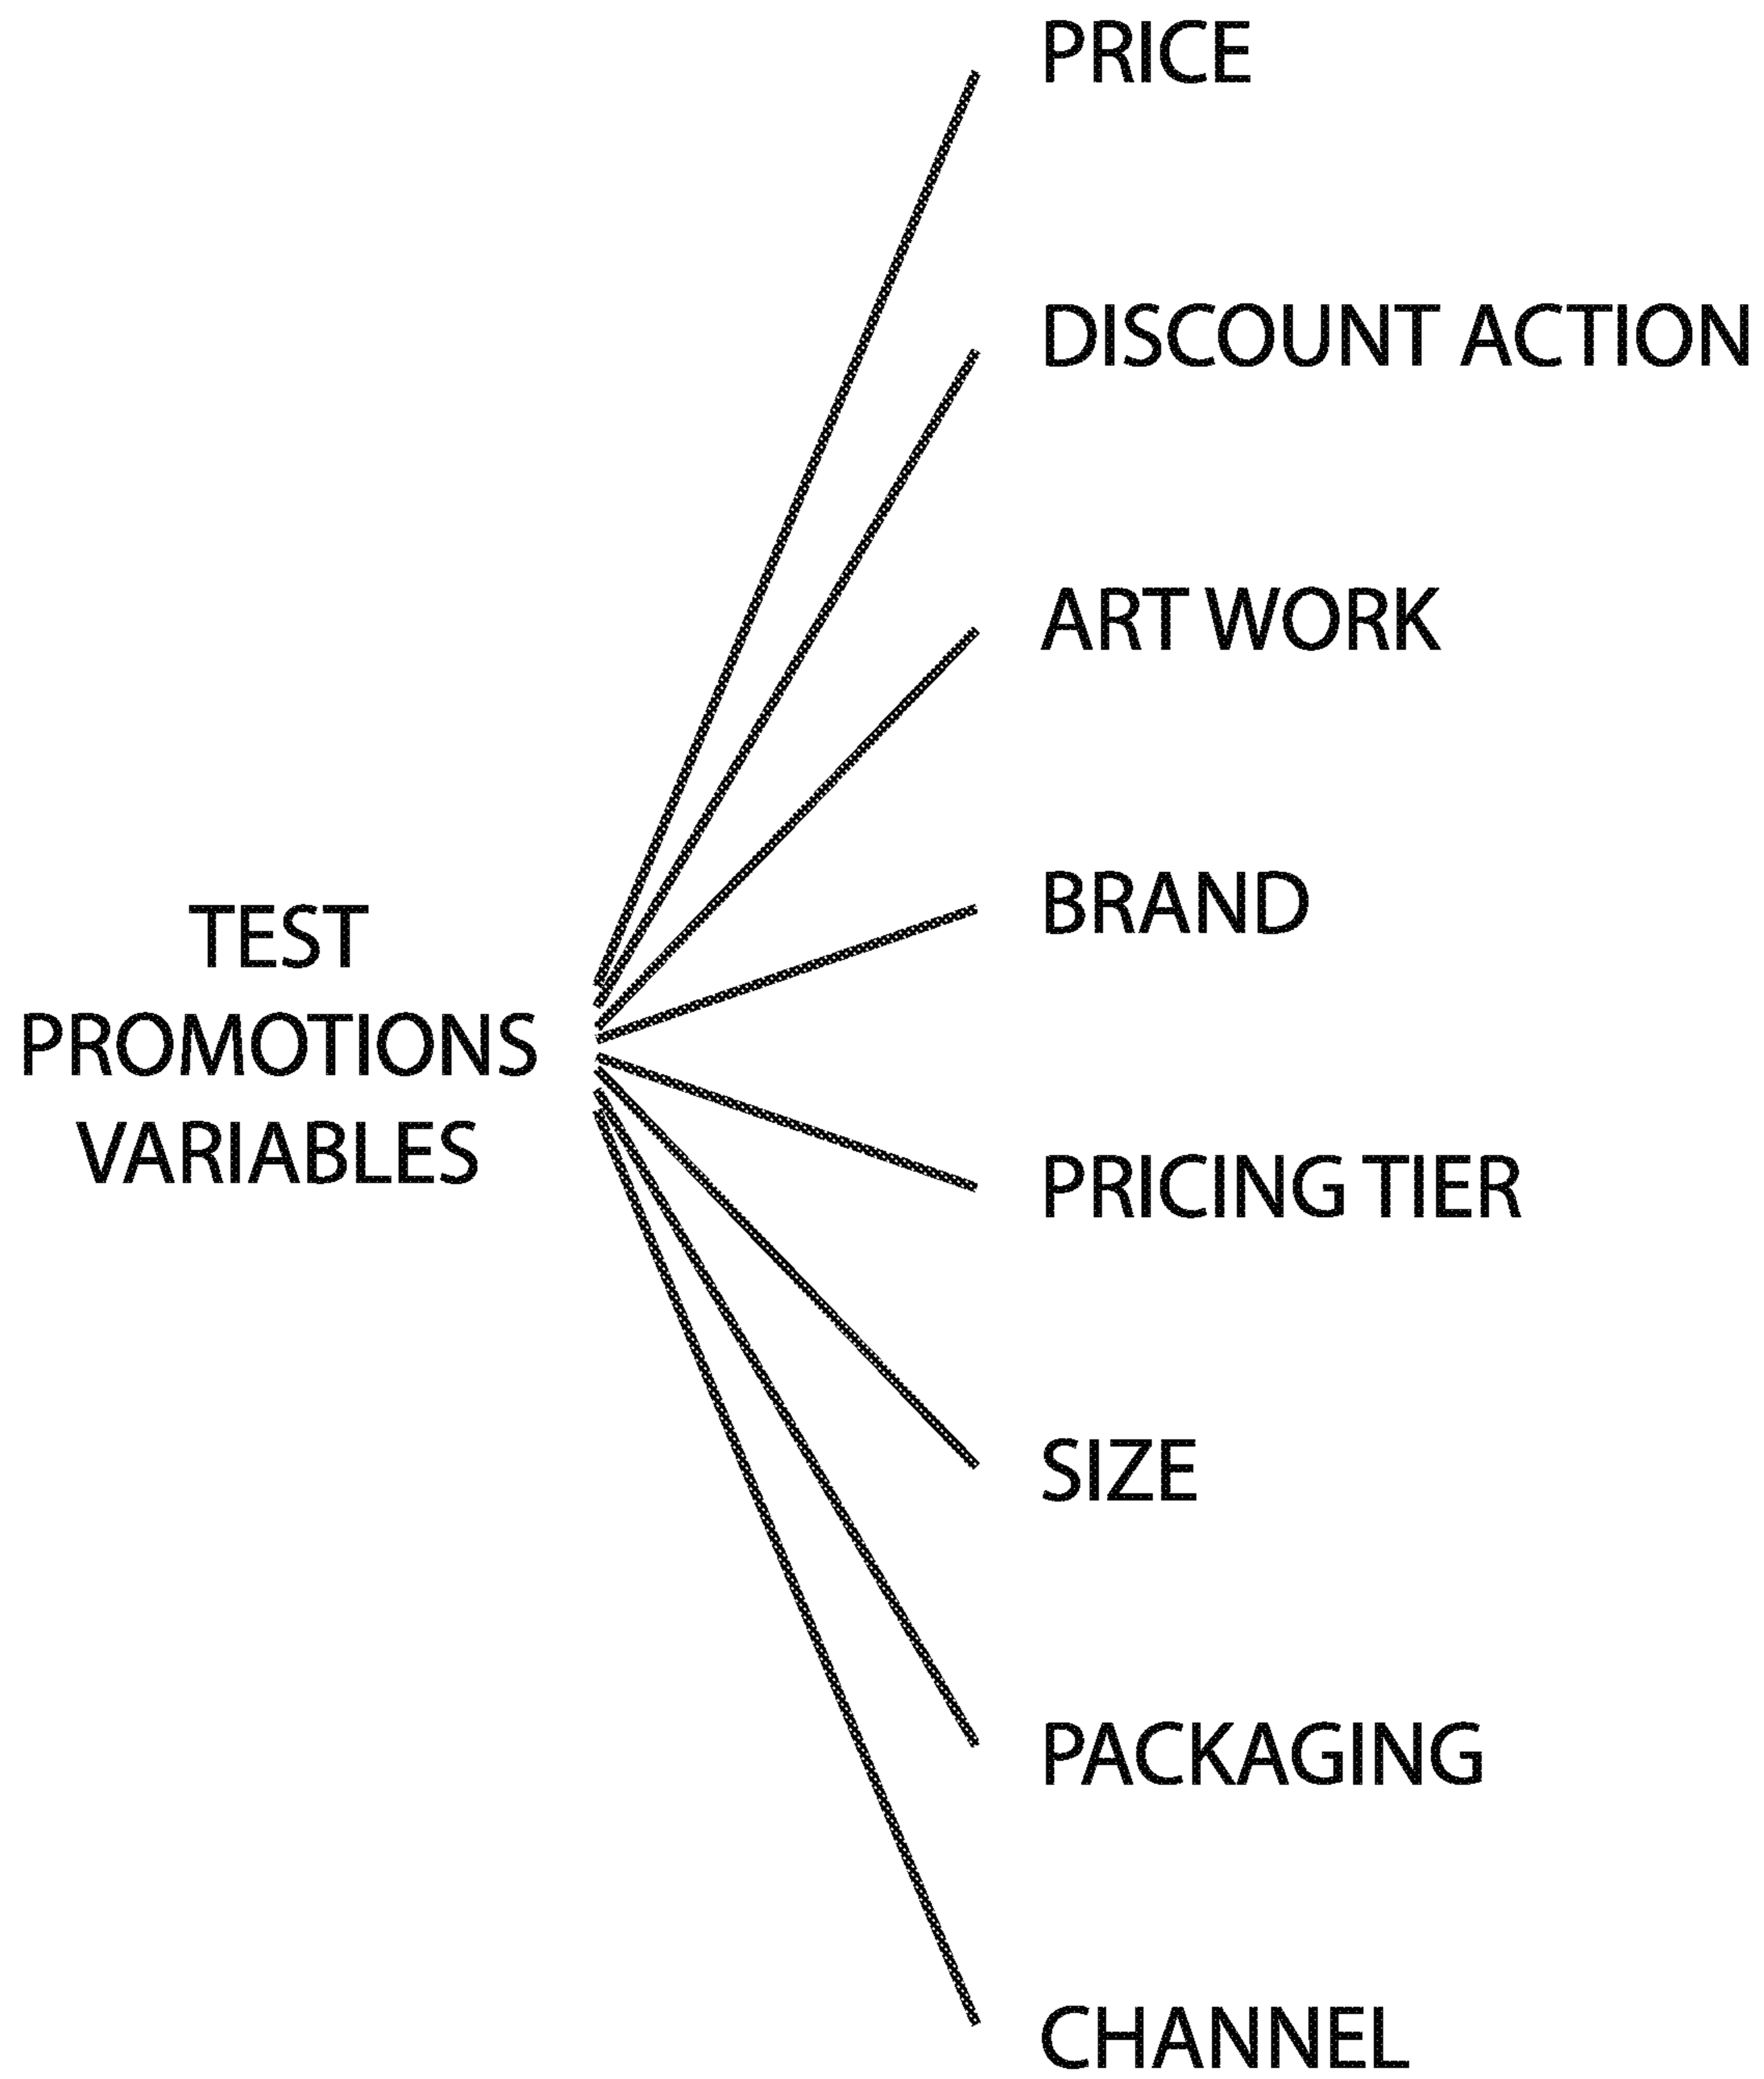 PRICE
DISCOUNT ACTION
ART WORK
BRAND
TEST
PROMOTIONS
VARIABLES
PRICING TIER
SIZE
PACKAGING
CHANNEL